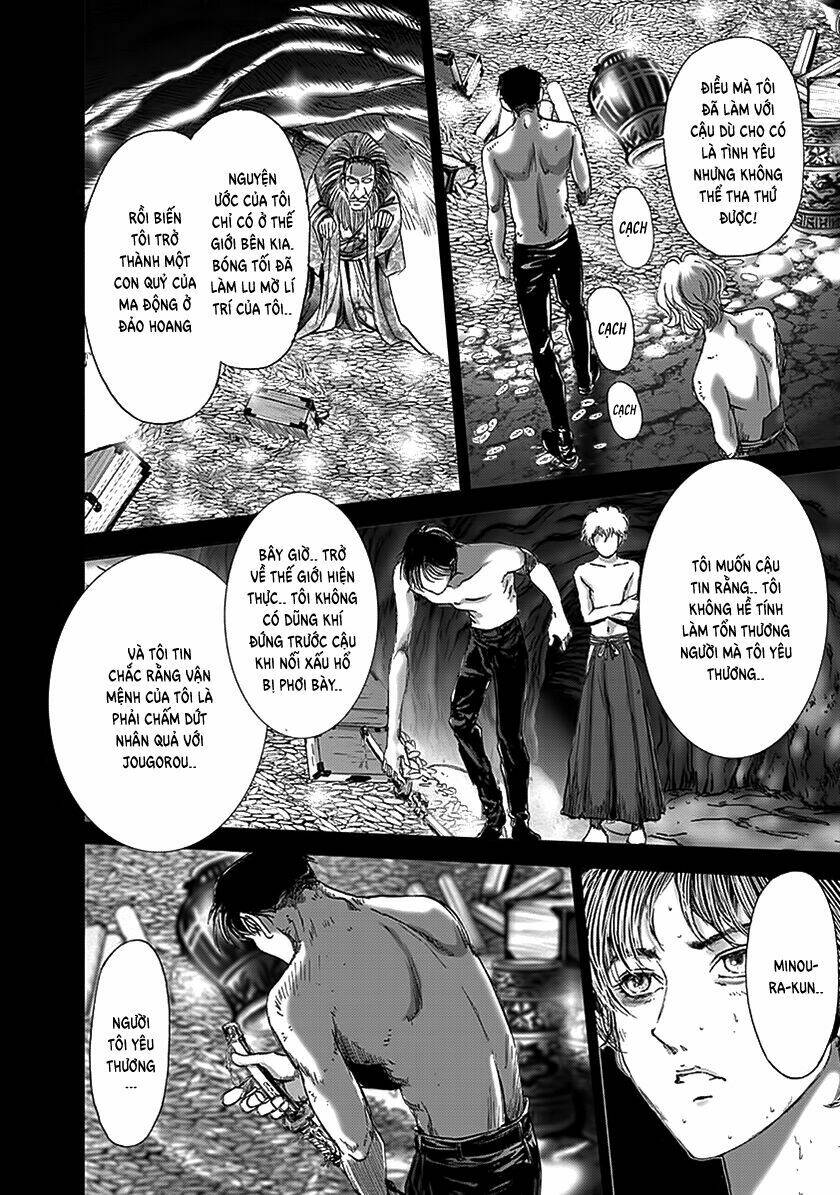 ĐIỀU MÀ TÔI
ĐÃ LÀM VỚI
CẬU DÙ CHO CÓ
LÀ TÌNH YÊU
NHƯNG KHÔNG
THỂ THA THỨ
ĐƯỢC!
CẠCH
CẠCH
CẠCH
NGUYỆN
ƯỚC CỦA TÔI
CHỈ CÓ Ở THẾ
GIỚI BÊN KIA.
BÓNG TỐI ĐÃ
LÀM LU MỜ LÍ
TRÍ CỦA TÔI..
RỒI BIẾN
TÔI TRỞ
THÀNH MỘT
CON QUỶ CỦA
MA ĐỘNG Ở
ĐẢO HOANG
TÔI MUỐN CẬU
TIN RẰNG.. TÔI
KHÔNG HỀ TÍNH
LÀM TỔN THƯƠNG
NGƯỜI MÀ TÔI YÊU
THƯƠNG..
BÂY GIỜ.. TRỞ
VỀ THẾ GIỚI HIỆN
THỰC.. TÔI KHÔNG
CÓ DŨNG KHÍ
ĐỨNG TRƯỚC CẬU
KHI NỖI XẤU HỔ
BỊ PHƠI BÀY..
VÀ TÔI TIN
CHẮC RẰNG VẬN
MỆNH CỦA TÔI LÀ
PHẢI CHẤM DỨT
NHÂN QUẢ VỚI
JOUGOROU..
MINOU-
RA-KUN..
NGƯỜI
TÔI YÊU
THƯƠNG
...